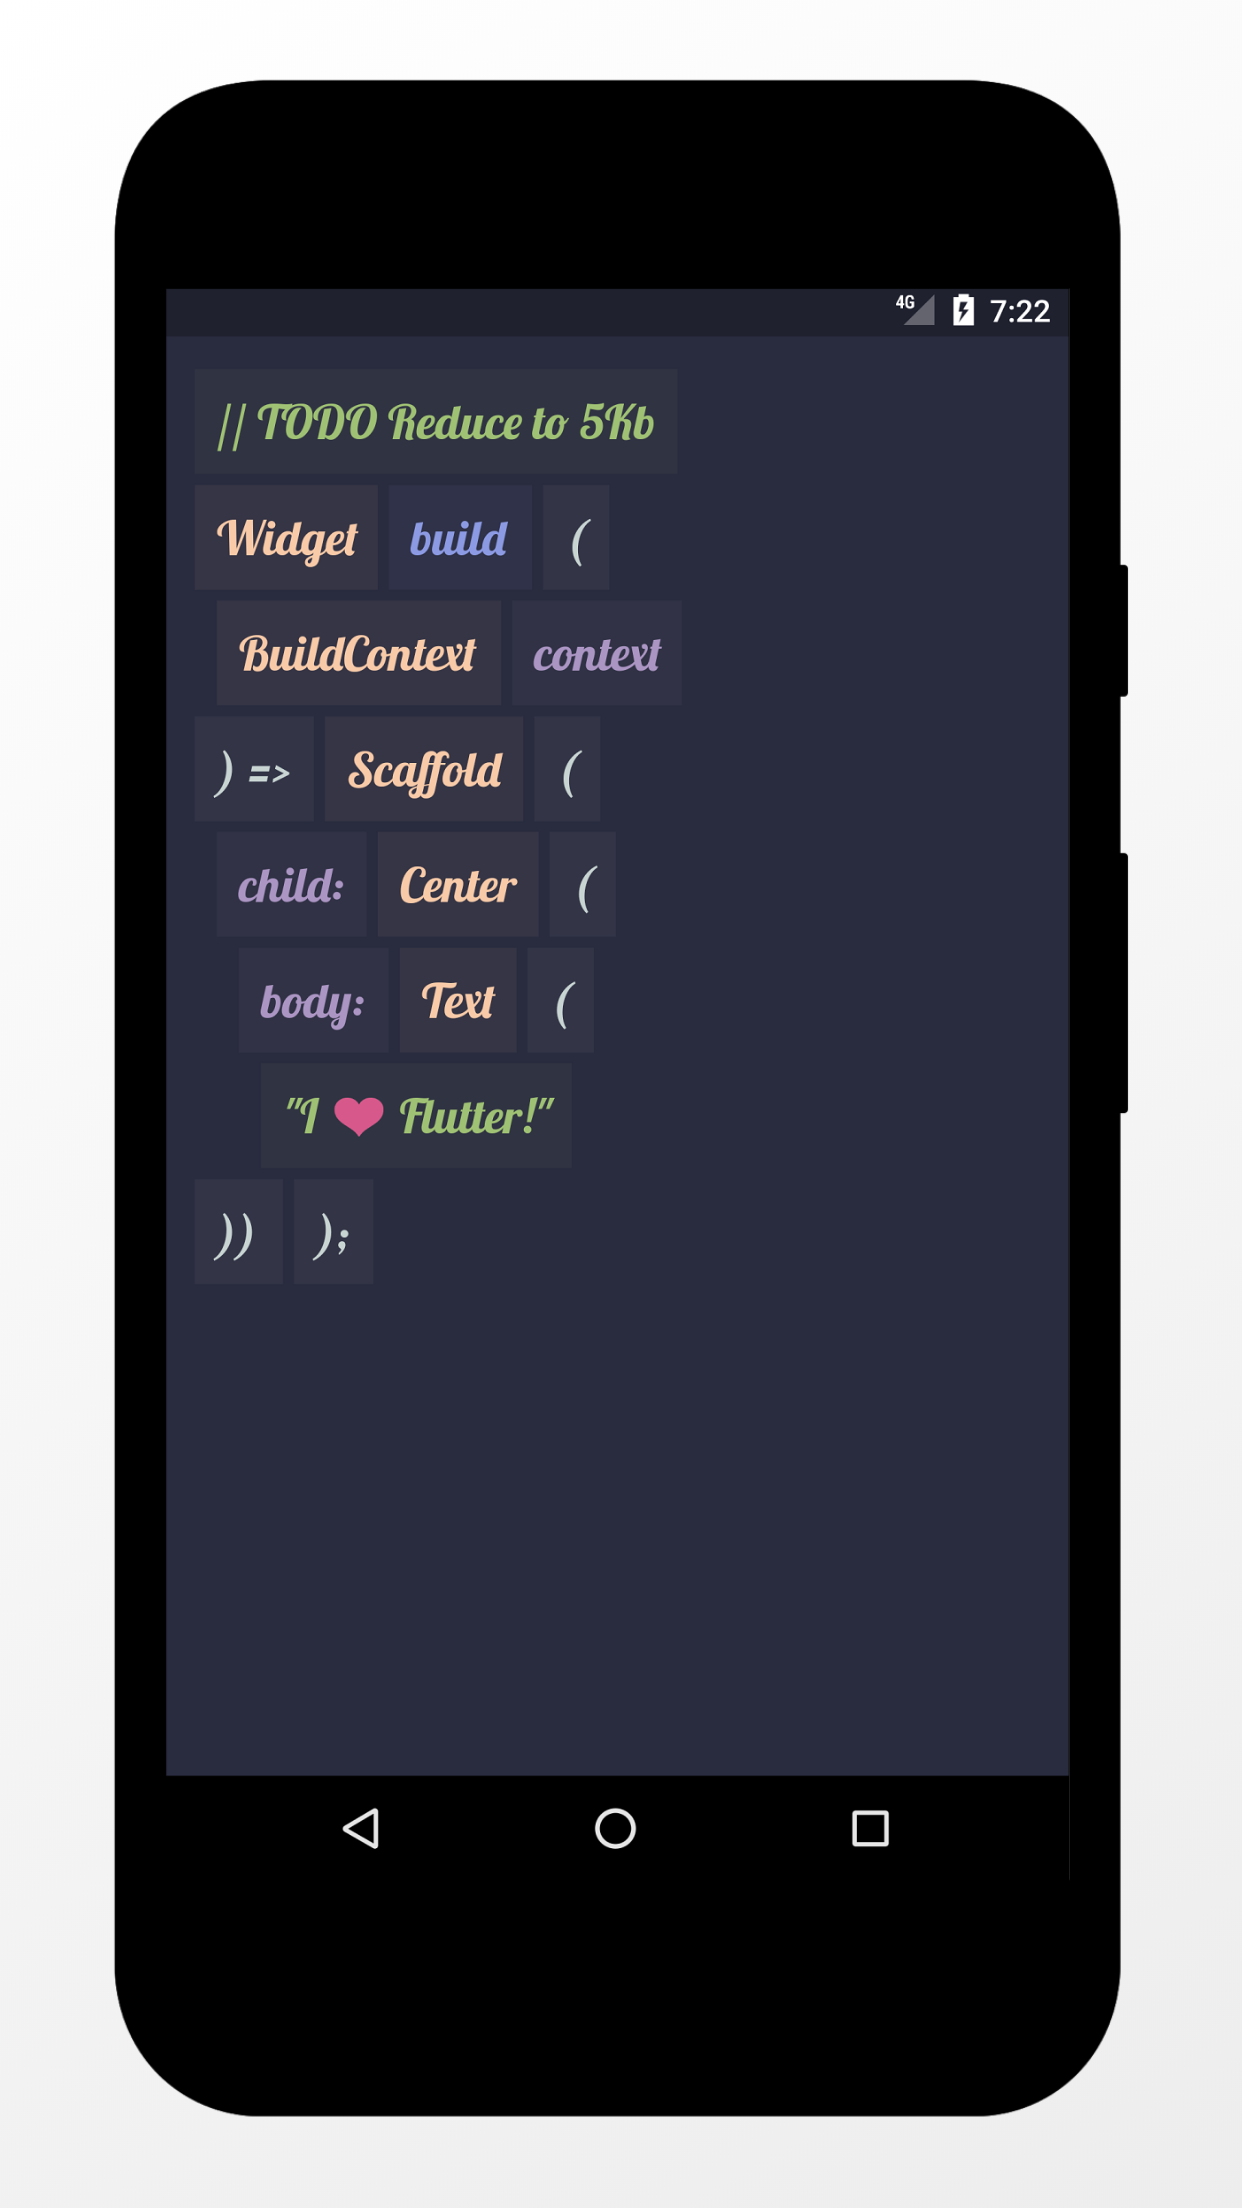 4G 7:22
// TODO Reduce to 5Kb
Widget build (
BuildContext context
) => Scaffold (
child: Center (
body: Text (
"I ❤ Flutter!"
)) );